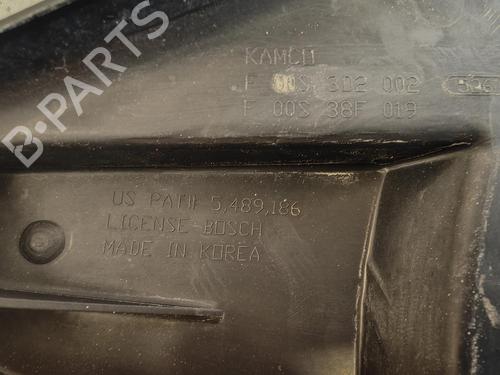 B-PARTS
KAMCO
F 00S 3D2 002
F 00S 38F 019
US PAT# 5,489,186
LICENSE-BOSCH
MADE IN KOREA